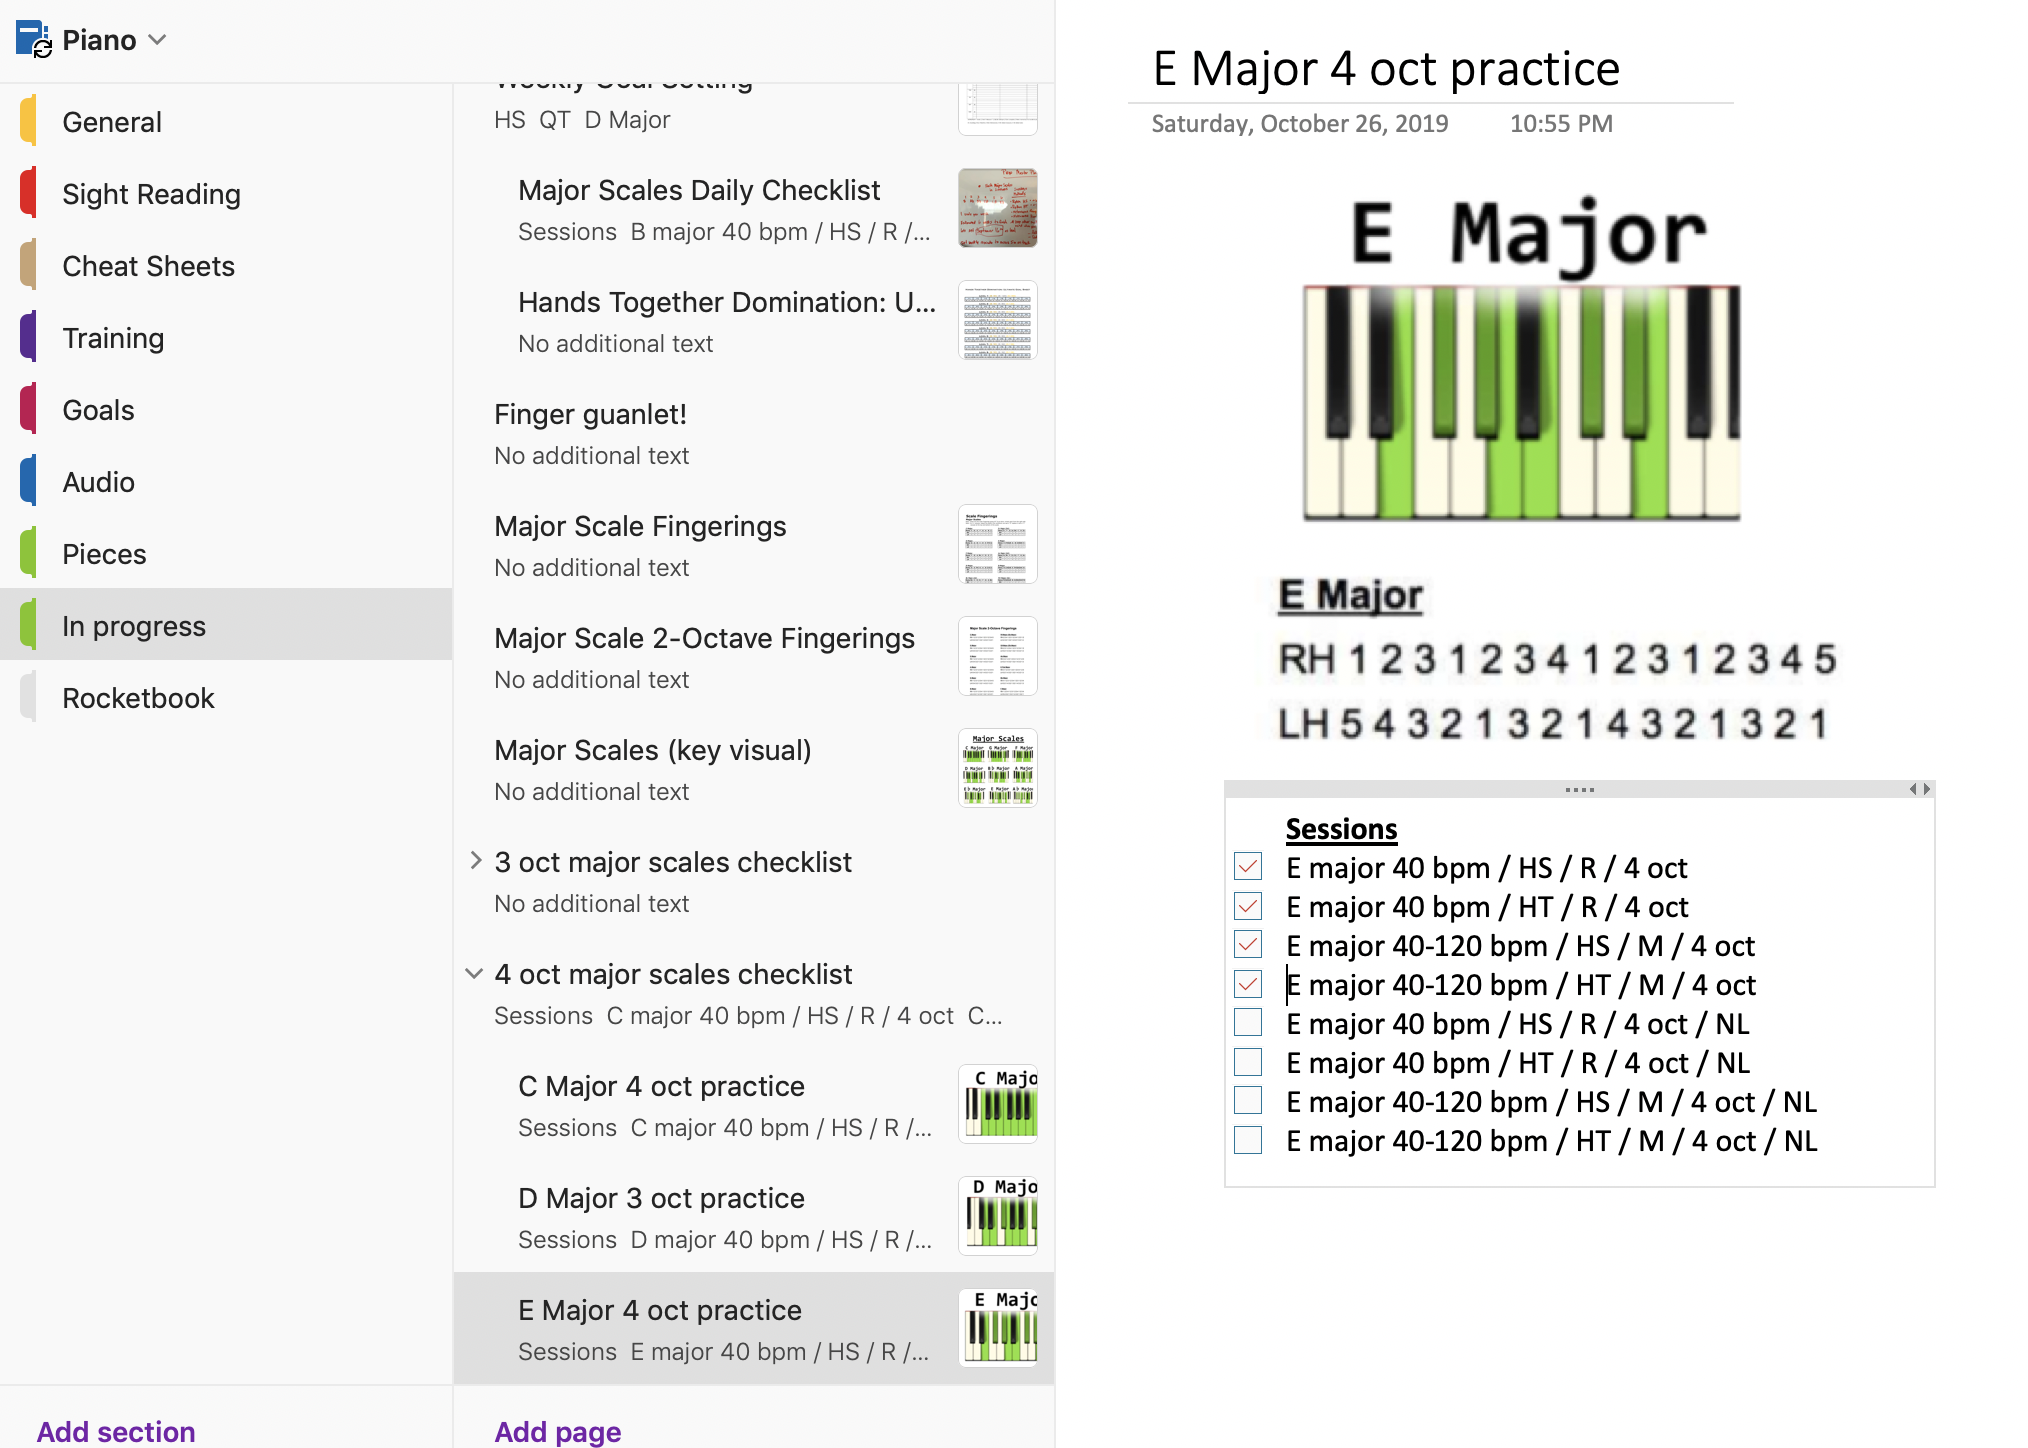 Piano
General
Sight Reading
Cheat Sheets
Training
Goals
Audio
Pieces
In progress
Rocketbook
Add section
Weekly Goal Setting
HS QT D Major
Major Scales Daily Checklist
Sessions B major 40 bpm / HS / R /...
Hands Together Domination: U...
No additional text
Finger guanlet!
No additional text
Major Scale Fingerings
No additional text
Major Scale 2-Octave Fingerings
No additional text
Major Scales (key visual)
No additional text
Major Scales
3 oct major scales checklist
No additional text
4 oct major scales checklist
Sessions C major 40 bpm / HS / R / 4 oct C...
C Major 4 oct practice
Sessions C major 40 bpm / HS / R /...
C Majo
D Major 3 oct practice
Sessions D major 40 bpm / HS / R /...
D Majo
E Major 4 oct practice
Sessions E major 40 bpm / HS / R /...
E Majo
Add page
E Major 4 oct practice
Saturday, October 26, 2019 10:55 PM
E Major
E Major
RH 1 2 3 1 2 3 4 1 2 3 1 2 3 4 5
LH 5 4 3 2 1 3 2 1 4 3 2 1 3 2 1
Sessions
E major 40 bpm / HS / R / 4 oct
E major 40 bpm / HT / R / 4 oct
E major 40-120 bpm / HS / M / 4 oct
E major 40-120 bpm / HT / M / 4 oct
E major 40 bpm / HS / R / 4 oct / NL
E major 40 bpm / HT / R / 4 oct / NL
E major 40-120 bpm / HS / M / 4 oct / NL
E major 40-120 bpm / HT / M / 4 oct / NL